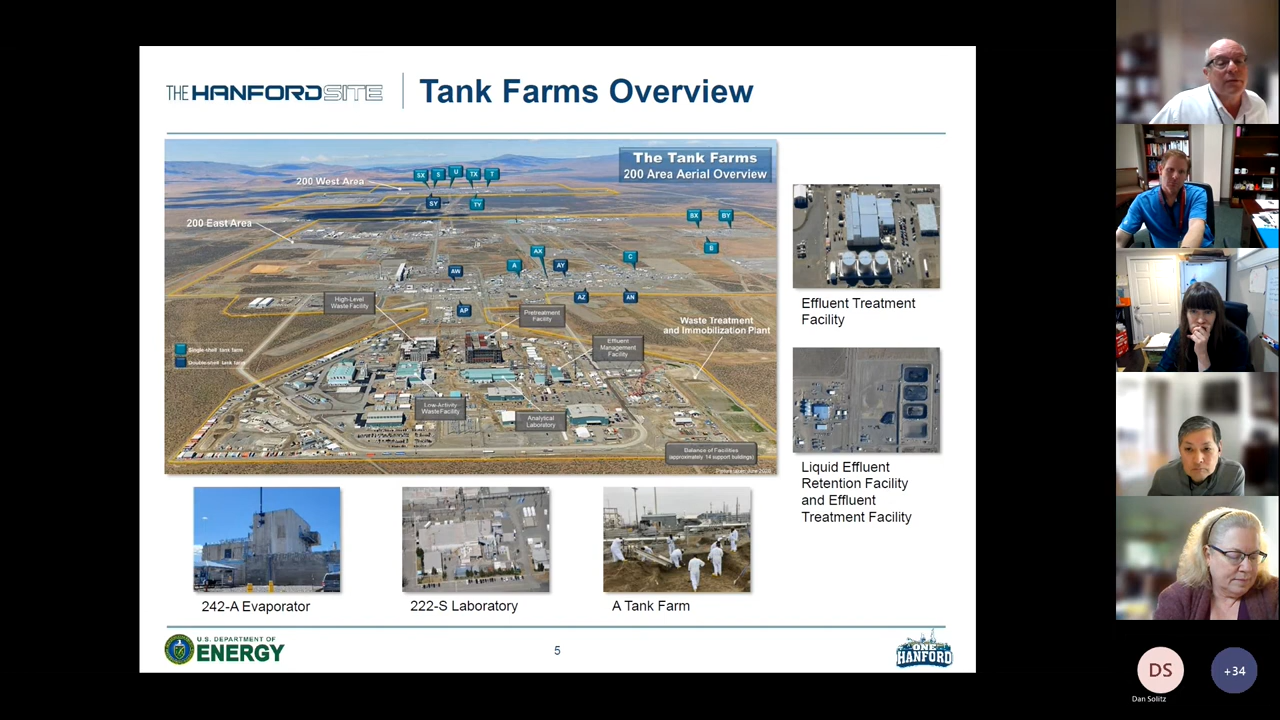 THE HANFORD SITE
Tank Farms Overview
The Tank Farms
200 Area Aerial Overview
200 West Area
200 East Area
SX
S
U
TX
T
SY
TY
BX
BY
B
AX
A
AY
C
AW
AZ
AN
AP
High-Level
Waste Facility
Pretreatment
Facility
Effluent
Management
Facility
Waste Treatment
and Immobilization Plant
Single-shell tank farm
Double-shell tank farm
Low-Activity
Waste Facility
Analytical
Laboratory
Balance of Facilities
(approximately 14 support buildings)
Effluent Treatment
Facility
Liquid Effluent
Retention Facility
and Effluent
Treatment Facility
242-A Evaporator
222-S Laboratory
A Tank Farm
U.S. DEPARTMENT OF
ENERGY
5
ONE
HANFORD
DS
Dan Solitz
+34